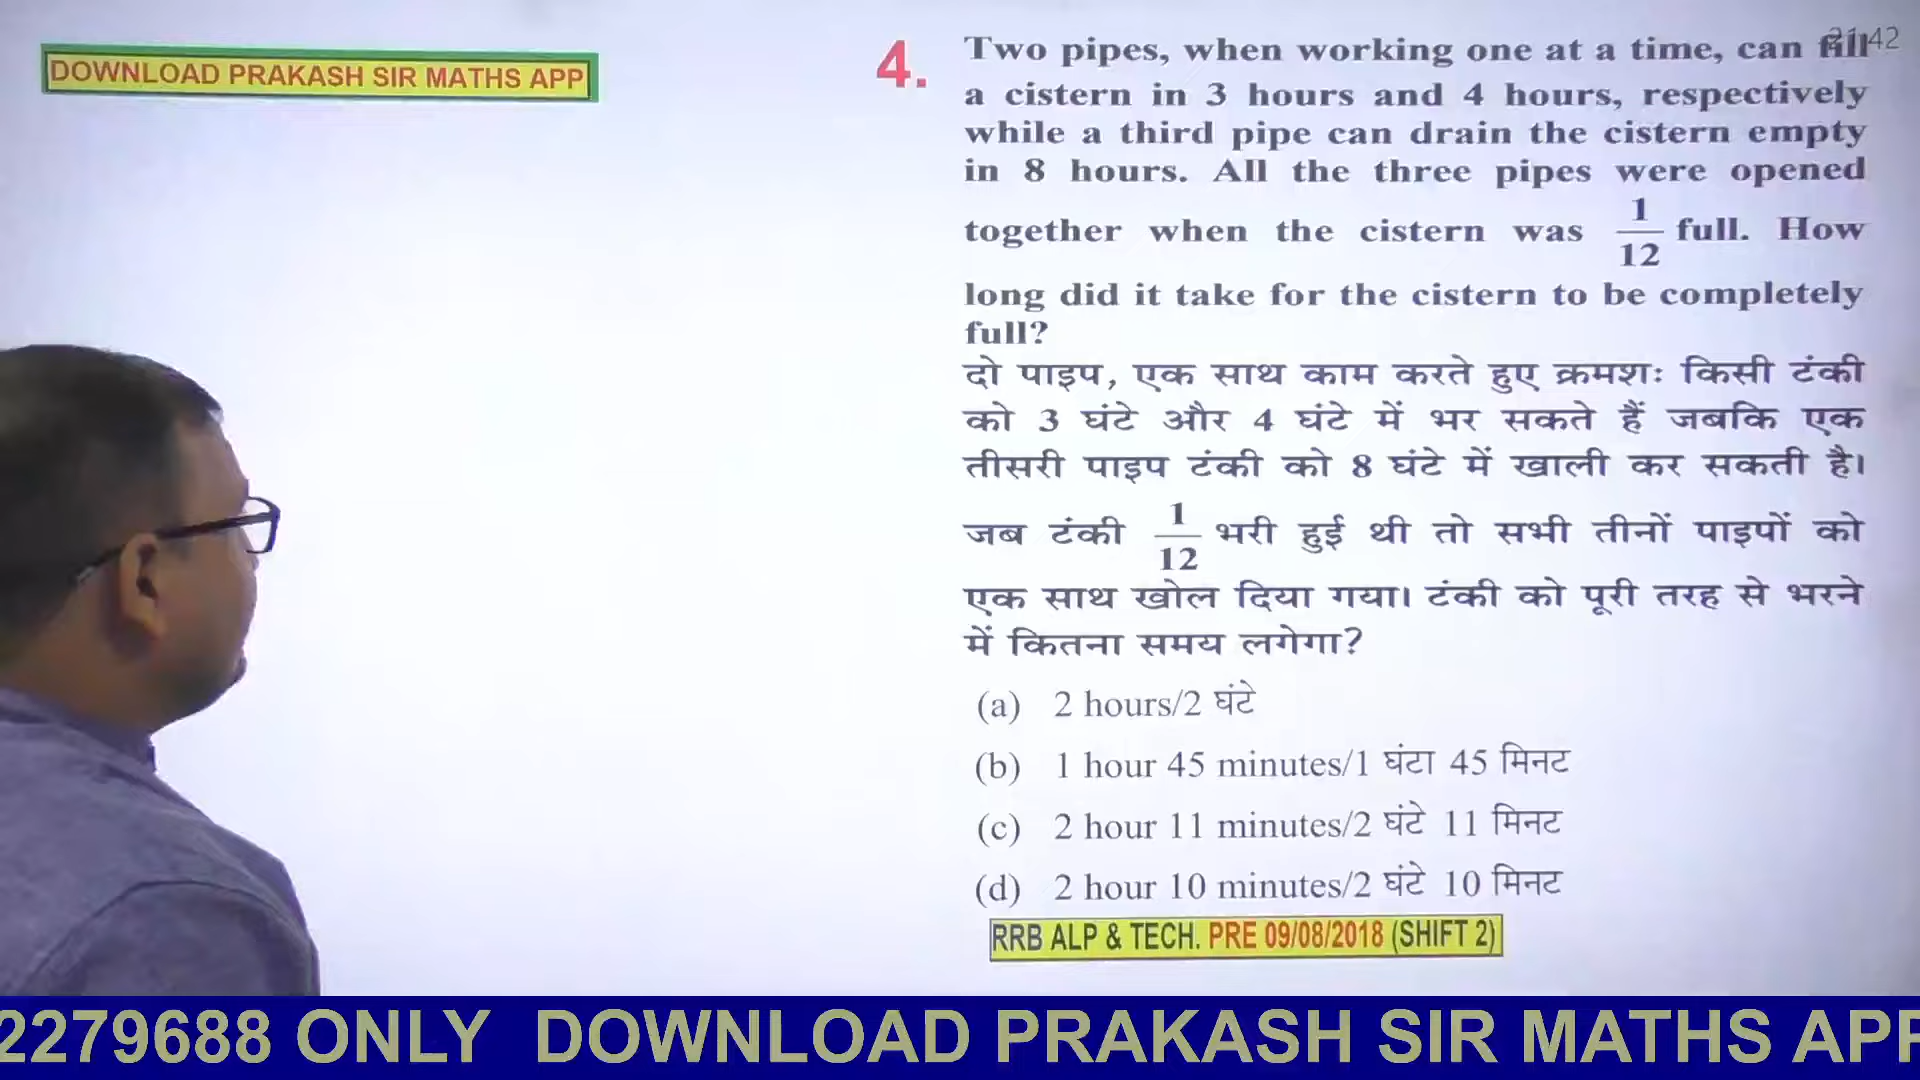 DOWNLOAD PRAKASH SIR MATHS APP
4.
Two pipes, when working one at a time, can fill
a cistern in 3 hours and 4 hours, respectively
while a third pipe can drain the cistern empty
in 8 hours. All the three pipes were opened
together when the cistern was 1/12 full. How
long did it take for the cistern to be completely
full?
दो पाइप, एक साथ काम करते हुए क्रमशः किसी टंकी
को 3 घंटे और 4 घंटे में भर सकते हैं जबकि एक
तीसरी पाइप टंकी को 8 घंटे में खाली कर सकती है।
जब टंकी 1/12 भरी हुई थी तो सभी तीनों पाइपों को
एक साथ खोल दिया गया। टंकी को पूरी तरह से भरने
में कितना समय लगेगा?
(a) 2 hours/2 घंटे
(b) 1 hour 45 minutes/1 घंटा 45 मिनट
(c) 2 hour 11 minutes/2 घंटे 11 मिनट
(d) 2 hour 10 minutes/2 घंटे 10 मिनट
RRB ALP & TECH. PRE 09/08/2018 (SHIFT 2)
2279688 ONLY DOWNLOAD PRAKASH SIR MATHS APP